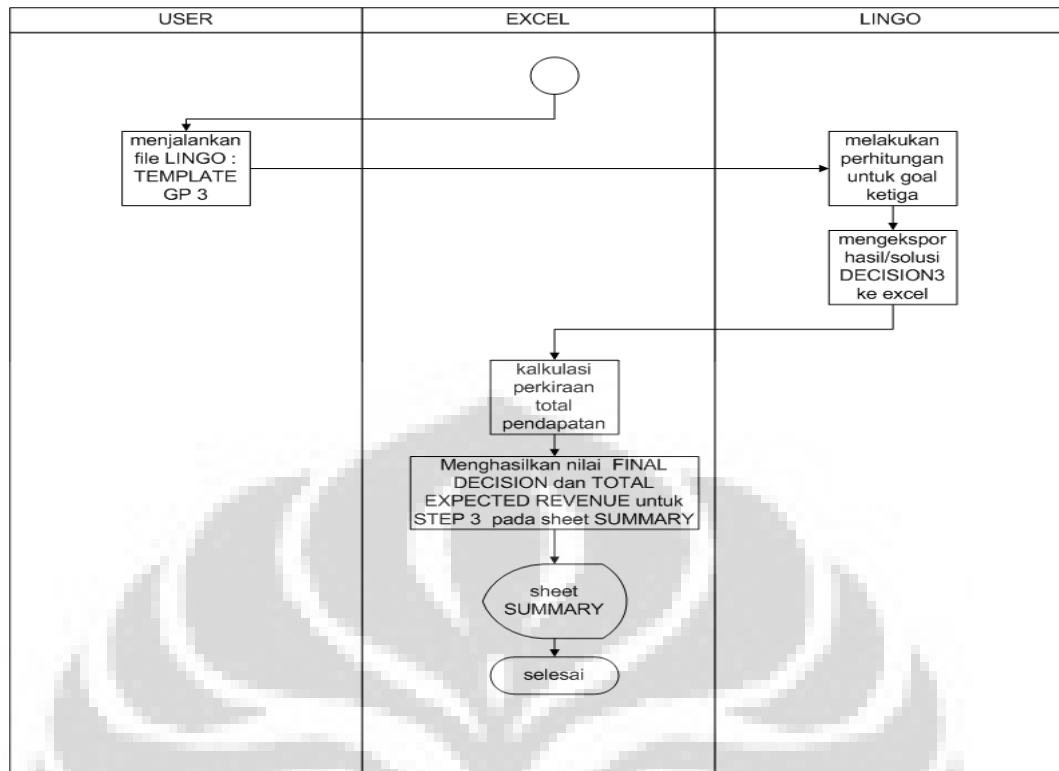 USER
EXCEL
LINGO
menjalankan
file LINGO :
TEMPLATE
GP 3
melakukan
perhitungan
untuk goal
ketiga
mengekspor
hasil/solusi
DECISION3
ke excel
kalkulasi
perkiraan
total
pendapatan
Menghasilkan nilai FINAL
DECISION dan TOTAL
EXPECTED REVENUE untuk
STEP 3 pada sheet SUMMARY
sheet
SUMMARY
selesai